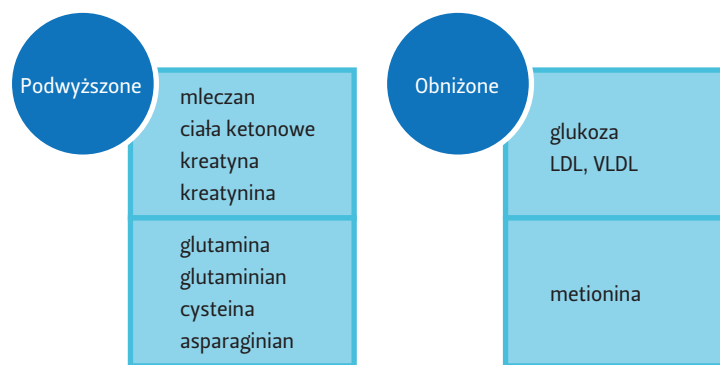 Podwyższone
mleczan
ciała ketonowe
kreatyna
kreatynina
glutamina
glutaminian
cysteina
asparaginian
Obniżone
glukoza
LDL, VLDL
metionina